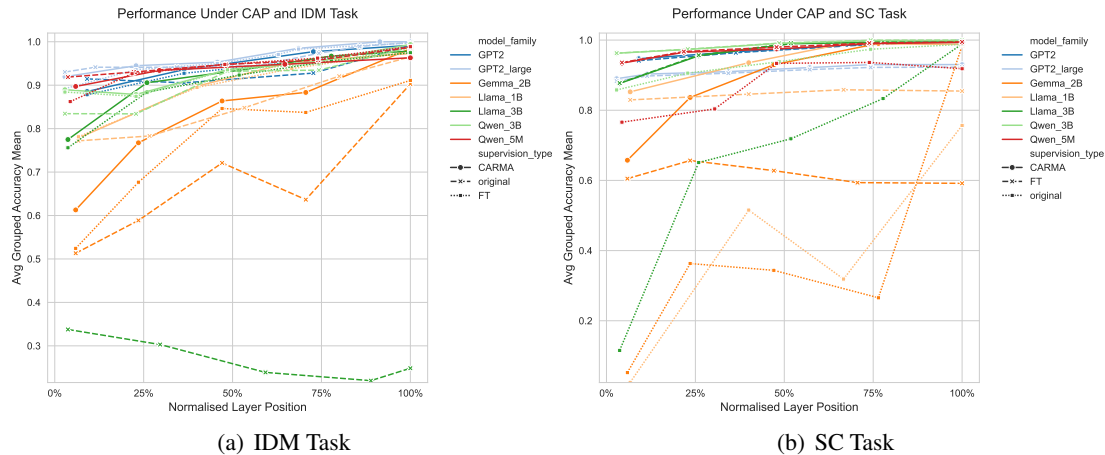 Performance Under CAP and IDM Task
1.0
0.9
0.8
0.7
0.6
0.5
0.4
0.3
Avg Grouped Accuracy Mean
0%
25%
50%
75%
100%
Normalised Layer Position
model_family
GPT2
GPT2_large
Gemma_2B
Llama_1B
Llama_3B
Qwen_3B
Qwen_5M
supervision_type
CARMA
original
FT
(a) IDM Task
Performance Under CAP and SC Task
1.0
0.8
0.6
0.4
0.2
Avg Grouped Accuracy Mean
0%
25%
50%
75%
100%
Normalised Layer Position
model_family
GPT2
GPT2_large
Gemma_2B
Llama_1B
Llama_3B
Qwen_3B
Qwen_5M
supervision_type
CARMA
FT
original
(b) SC Task